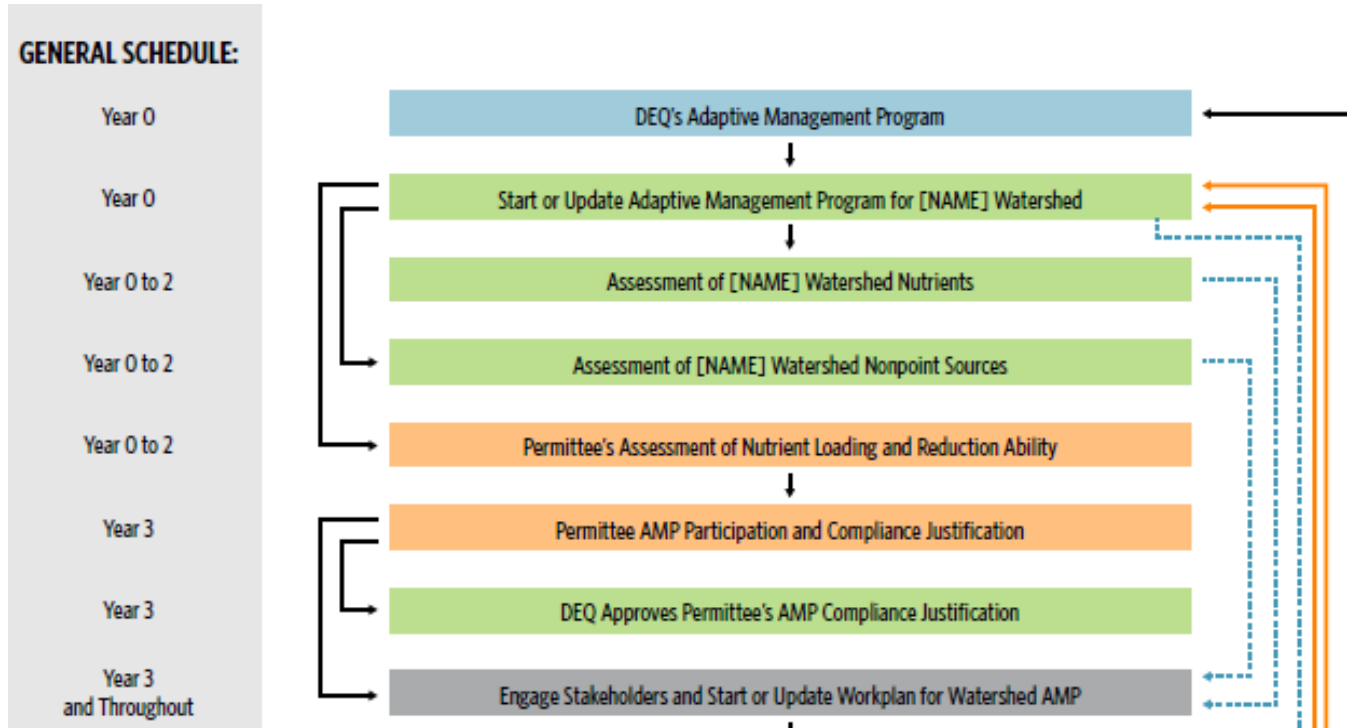 GENERAL SCHEDULE:
Year 0
DEQ's Adaptive Management Program
Year 0
Start or Update Adaptive Management Program for [NAME] Watershed
Year 0 to 2
Assessment of [NAME] Watershed Nutrients
Year 0 to 2
Assessment of [NAME] Watershed Nonpoint Sources
Year 0 to 2
Permittee's Assessment of Nutrient Loading and Reduction Ability
Year 3
Permittee AMP Participation and Compliance Justification
Year 3
DEQ Approves Permittee's AMP Compliance Justification
Year 3
and Throughout
Engage Stakeholders and Start or Update Workplan for Watershed AMP